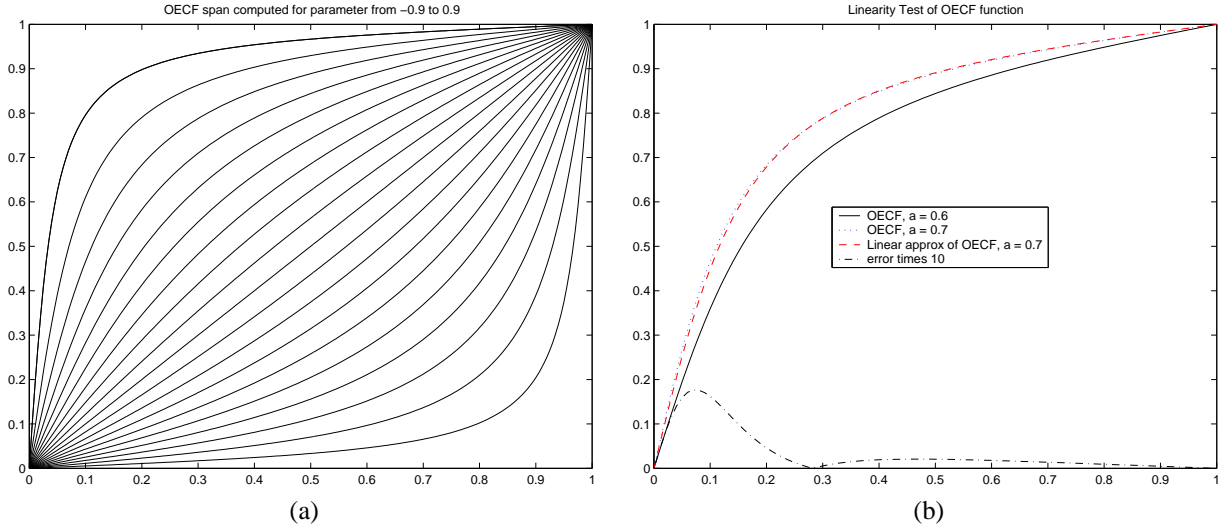 OECF span computed for parameter from −0.9 to 0.9
1
0.9
0.8
0.7
0.6
0.5
0.4
0.3
0.2
0.1
0
0 0.1 0.2 0.3 0.4 0.5 0.6 0.7 0.8 0.9 1
(a)
Linearity Test of OECF function
1
0.9
0.8
0.7
0.6
0.5
0.4
0.3
0.2
0.1
0
OECF, a = 0.6
OECF, a = 0.7
Linear approx of OECF, a = 0.7
error times 10
0 0.1 0.2 0.3 0.4 0.5 0.6 0.7 0.8 0.9 1
(b)